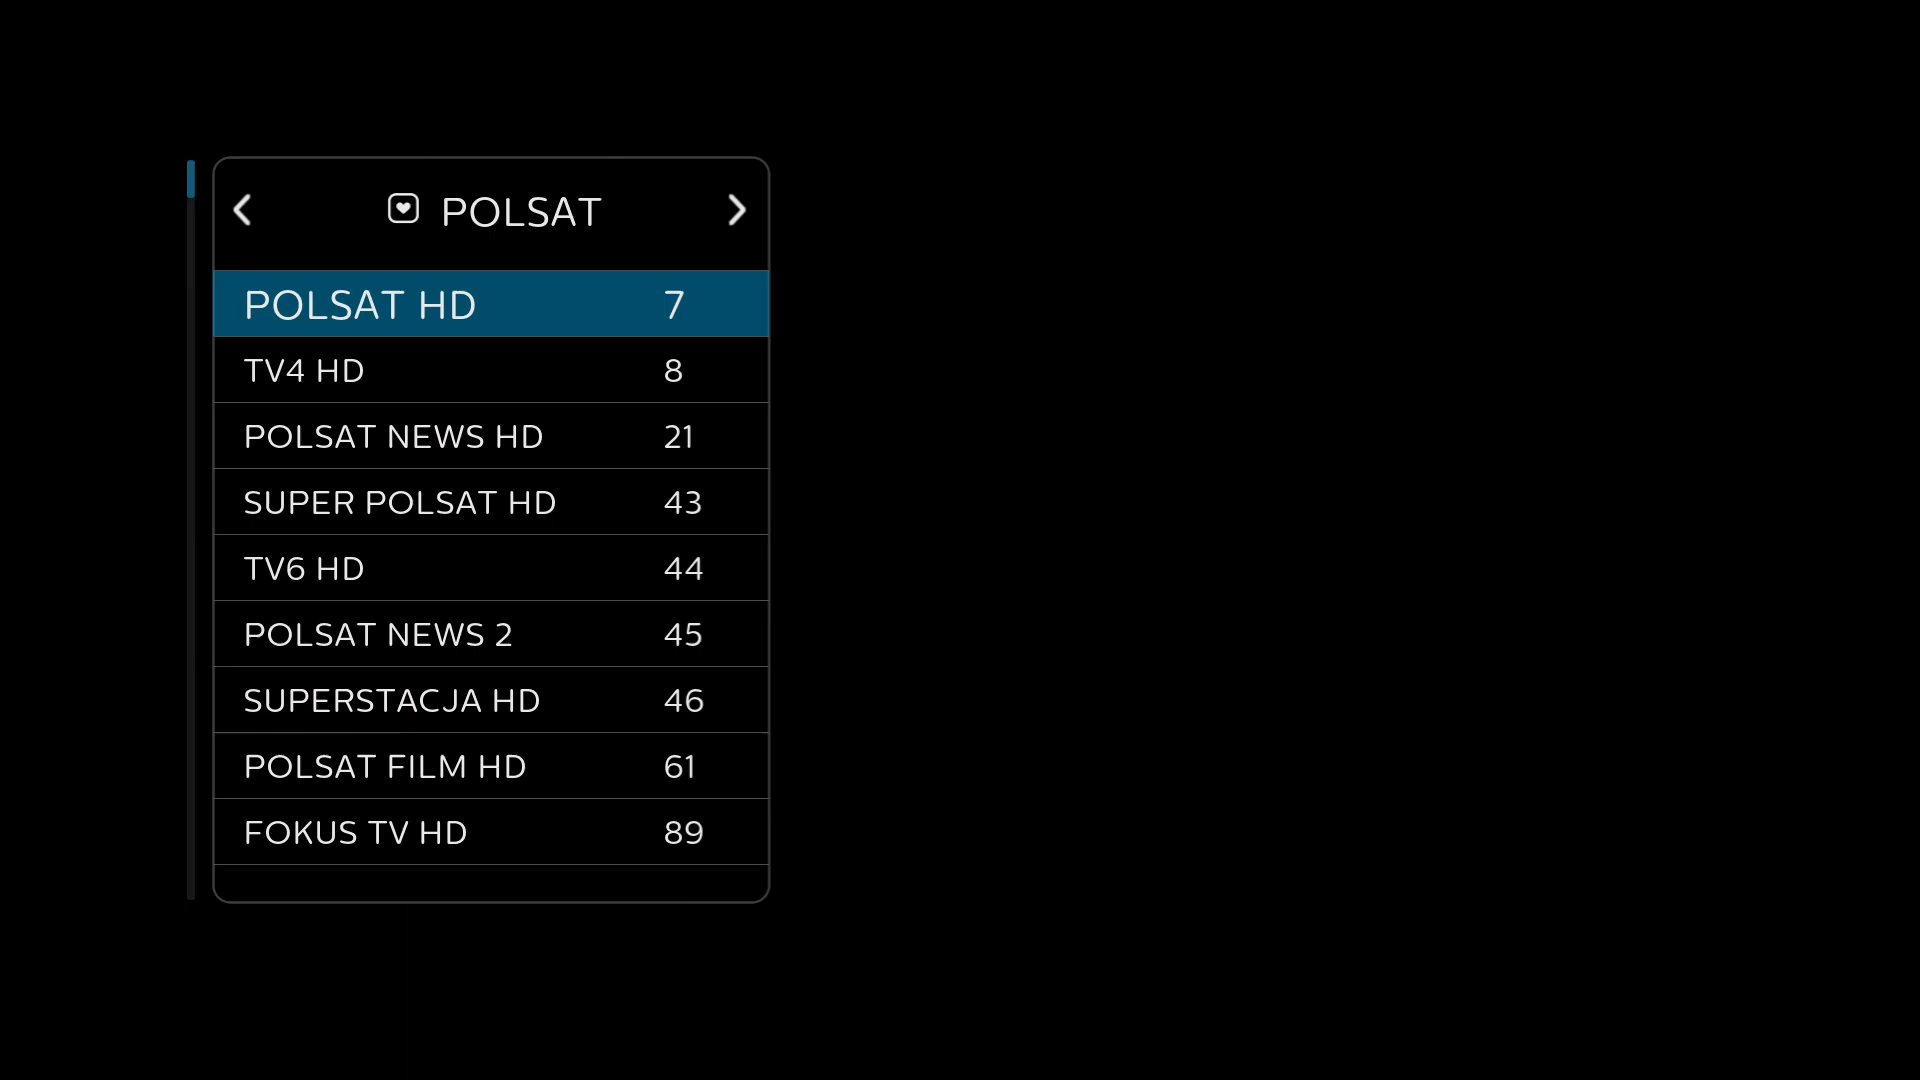 POLSAT
POLSAT HD 7
TV4 HD 8
POLSAT NEWS HD 21
SUPER POLSAT HD 43
TV6 HD 44
POLSAT NEWS 2 45
SUPERSTACJA HD 46
POLSAT FILM HD 61
FOKUS TV HD 89